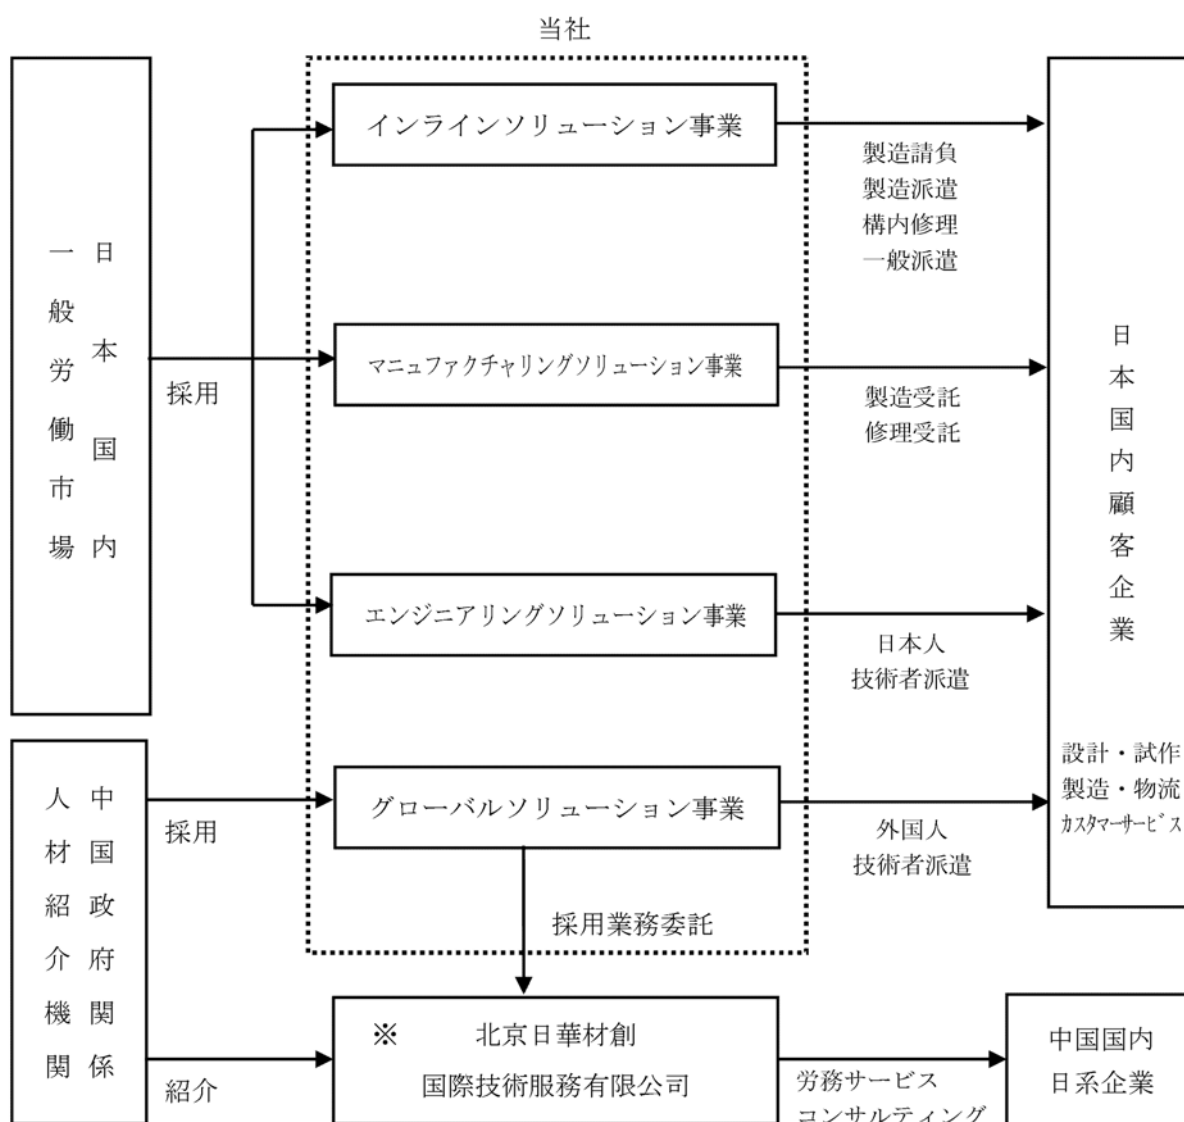 当社
日本国内
一般労働市場
採用
インラインソリューション事業
製造請負
製造派遣
構内修理
一般派遣
マニュファクチャリングソリューション事業
製造受託
修理受託
エンジニアリングソリューション事業
日本人
技術者派遣
日本国内顧客企業
設計・試作
製造・物流
ｶｽﾀﾏｰｻｰﾋﾞｽ
中国政府関係
人材紹介機関
採用
グローバルソリューション事業
外国人
技術者派遣
採用業務委託
紹介
※ 北京日華材創
国際技術服務有限公司
労務サービス
コンサルティング
中国国内
日系企業